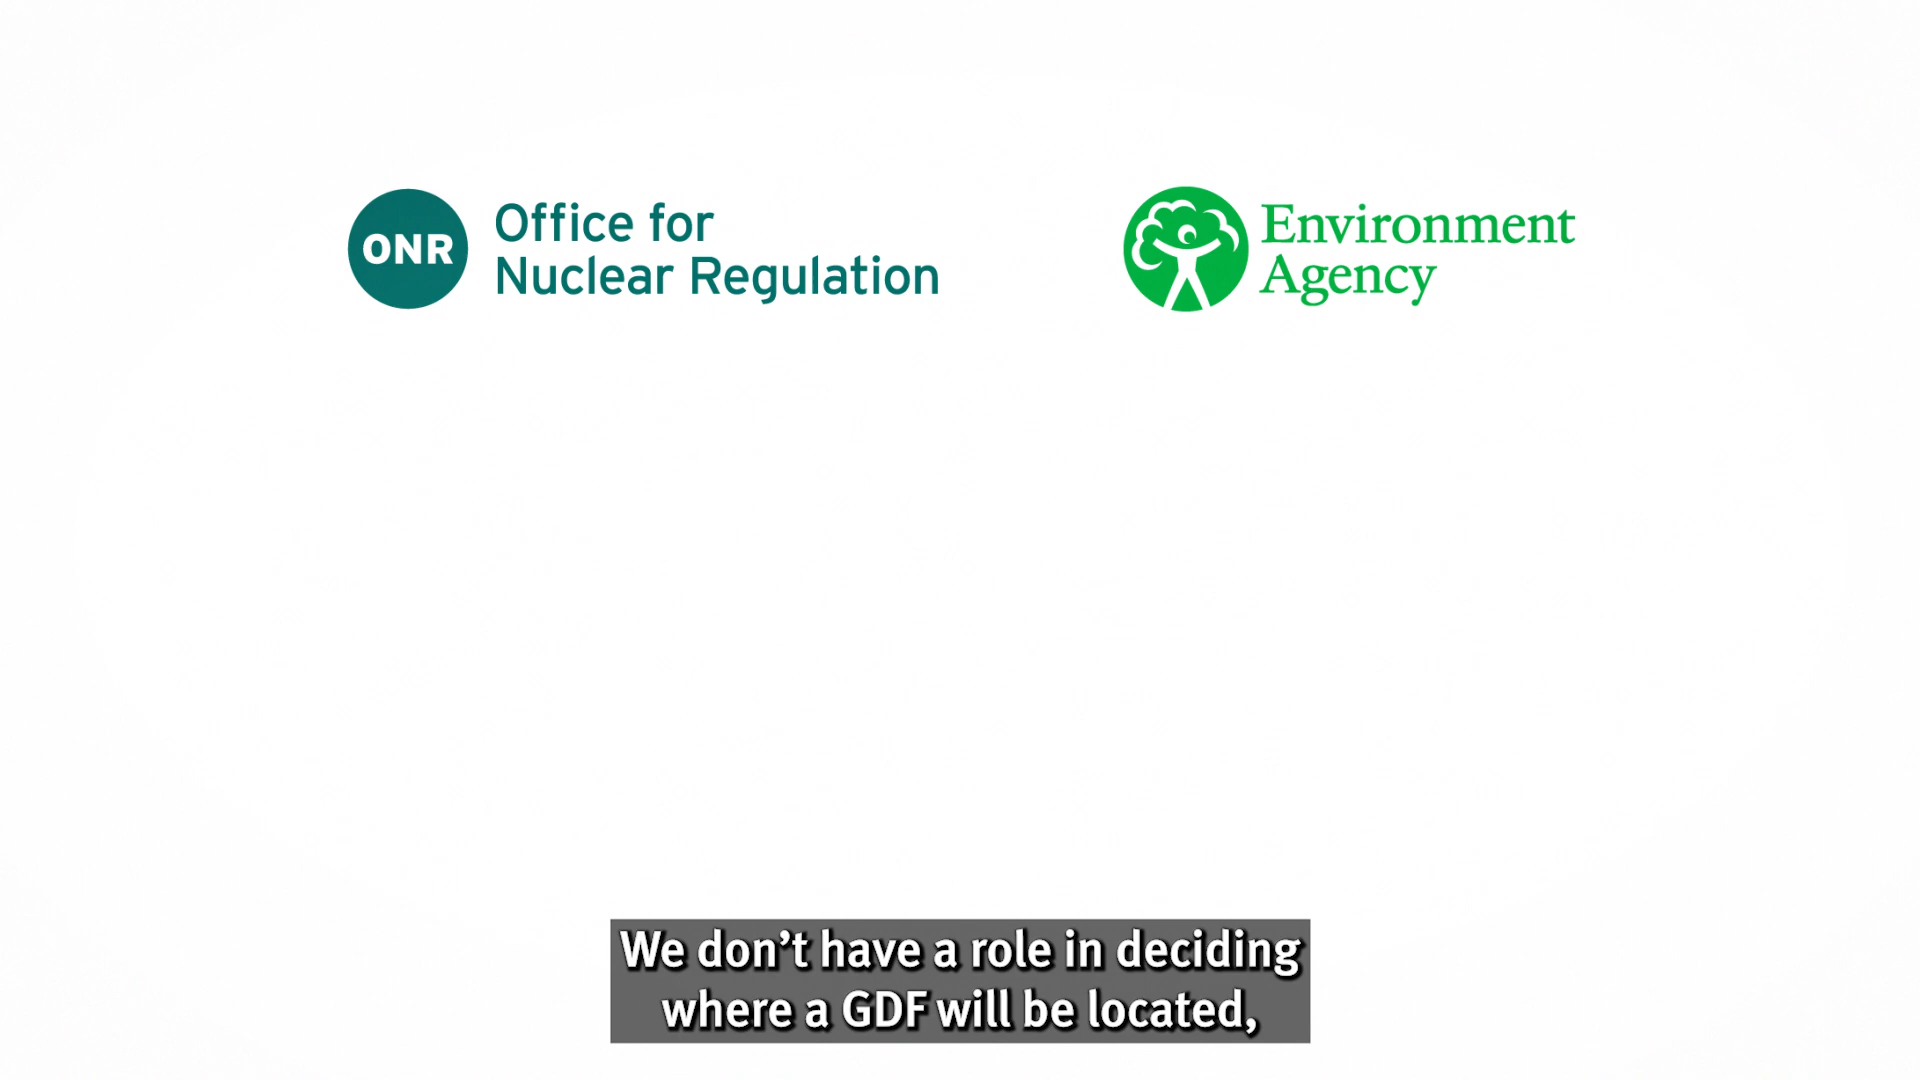 ONR
Office for
Nuclear Regulation
Environment
Agency
We don’t have a role in deciding
where a GDF will be located,